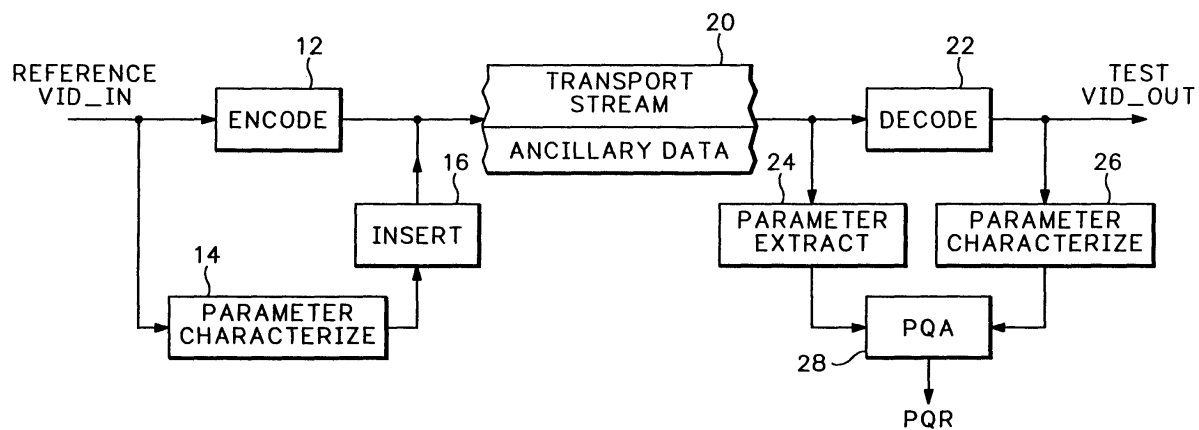 REFERENCE
VID_IN
12
ENCODE
20
TRANSPORT
STREAM
ANCILLARY DATA
22
DECODE
TEST
VID_OUT
16
INSERT
14
PARAMETER
CHARACTERIZE
24
PARAMETER
EXTRACT
26
PARAMETER
CHARACTERIZE
PQA
28
PQR